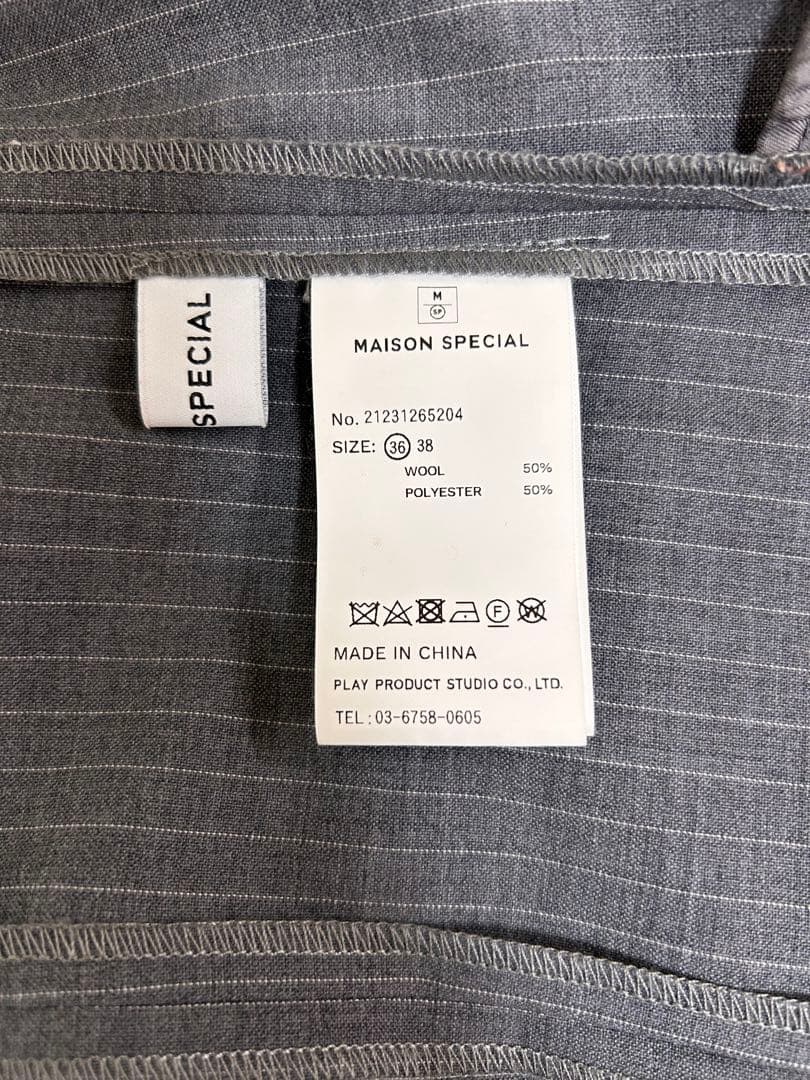 SPECIAL
M
SP
MAISON SPECIAL
No. 21231265204
SIZE: 36 38
WOOL 50%
POLYESTER 50%
F
W
MADE IN CHINA
PLAY PRODUCT STUDIO CO., LTD.
TEL : 03-6758-0605